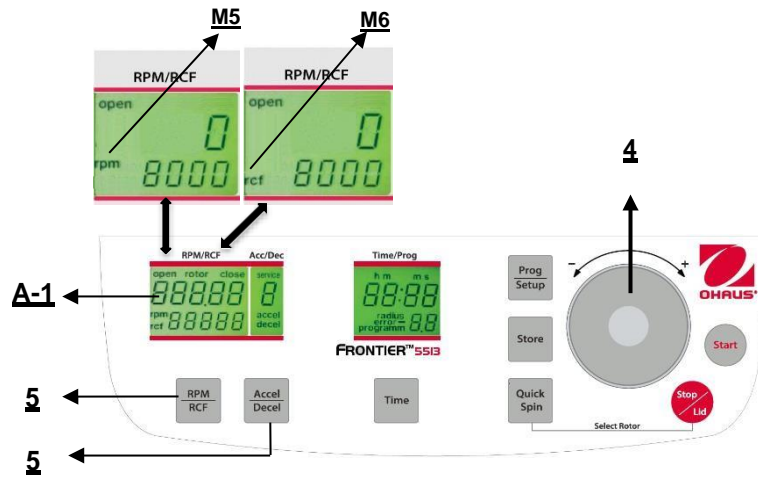 M5
M6
RPM/RCF
RPM/RCF
open
0
rpm
8000
open
0
rcf
8000
4
RPM/RCF Acc/Dec
Time/Prog
open rotor close service
888.88 8
rpm
rcf 88888
accel
decel
h m m s
88:88
radius
error/−
programm 8.8
FRONTIER™ 5513
A-1
Prog
Setup
− +
OHAUS®
Store
Start
5
RPM
RCF
Accel
Decel
Time
Quick
Spin
Stop
Lid
Select Rotor
5